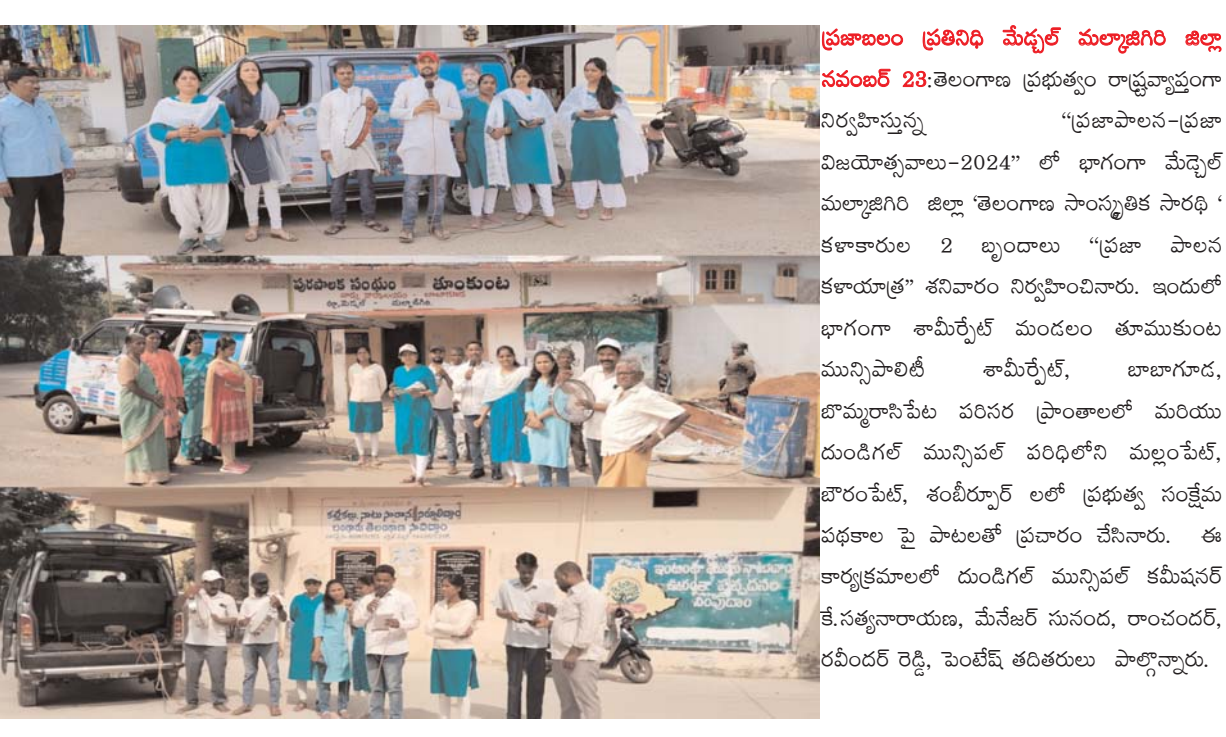 ప్రజాబలం ప్రతినిధి మేడ్చల్ మల్కాజిగిరి జిల్లా
నవంబర్ 23:తెలంగాణ ప్రభుత్వం రాష్ట్రవ్యాప్తంగా
నిర్వహిస్తున్న “ప్రజాపాలన-ప్రజా
విజయోత్సవాలు-2024” లో భాగంగా మేడ్చెల్
మల్కాజిగిరి జిల్లా ‘తెలంగాణ సాంస్కృతిక సారథి ‘
కళాకారుల 2 బృందాలు “ప్రజా పాలన
కళాయాత్ర” శనివారం నిర్వహించినారు. ఇందులో
భాగంగా శామీర్పేట్ మండలం తూముకుంట
మున్సిపాలిటీ శామీర్పేట్, బాబాగూడ,
బొమ్మరాసిపేట పరిసర ప్రాంతాలలో మరియు
దుండిగల్ మున్సిపల్ పరిధిలోని మల్లంపేట్,
బౌరంపేట్, శంబీర్పూర్ లలో ప్రభుత్వ సంక్షేమ
పథకాల పై పాటలతో ప్రచారం చేసినారు. ఈ
కార్యక్రమాలలో దుండిగల్ మున్సిపల్ కమీషనర్
కే.సత్యనారాయణ, మేనేజర్ సునంద, రాంచందర్,
రవీందర్ రెడ్డి, పెంటేష్ తదితరులు పాల్గొన్నారు.
పురపాలక సంఘం తూంకుంట